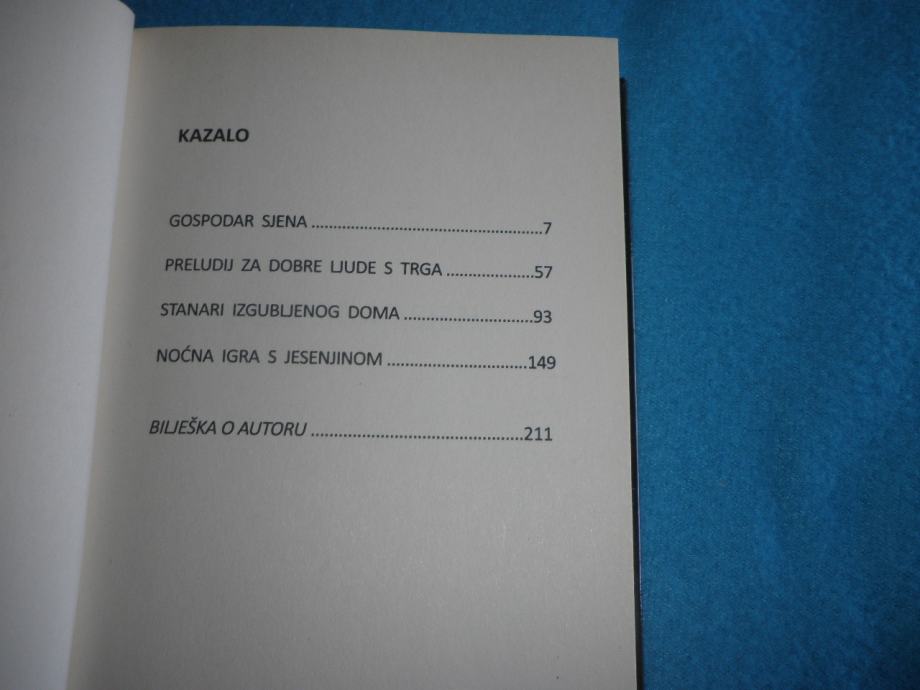 KAZALO
GOSPODAR SJENA ....................................................7
PRELUDIJ ZA DOBRE LJUDE S TRGA ...................57
STANARI IZGUBLJENOG DOMA ............................93
NOĆNA IGRA S JESENJINOM ..............................149
BILJEŠKA O AUTORU ..............................................211